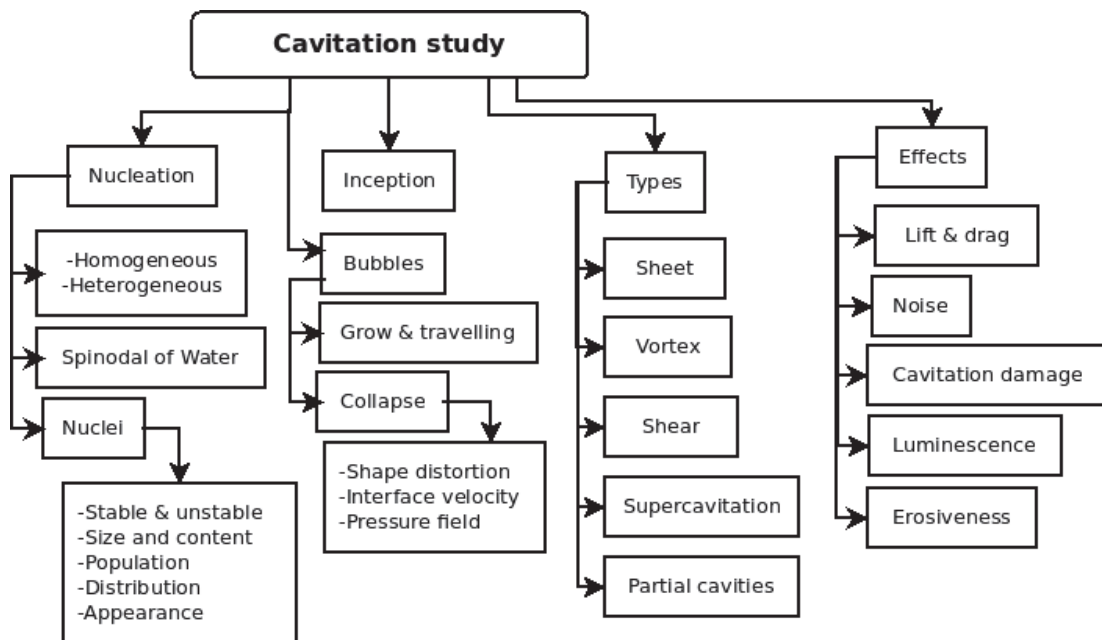 Cavitation study
Nucleation
-Homogeneous
-Heterogeneous
Spinodal of Water
Nuclei
-Stable & unstable
-Size and content
-Population
-Distribution
-Appearance
Inception
Bubbles
Grow & travelling
Collapse
-Shape distortion
-Interface velocity
-Pressure field
Types
Sheet
Vortex
Shear
Supercavitation
Partial cavities
Effects
Lift & drag
Noise
Cavitation damage
Luminescence
Erosiveness